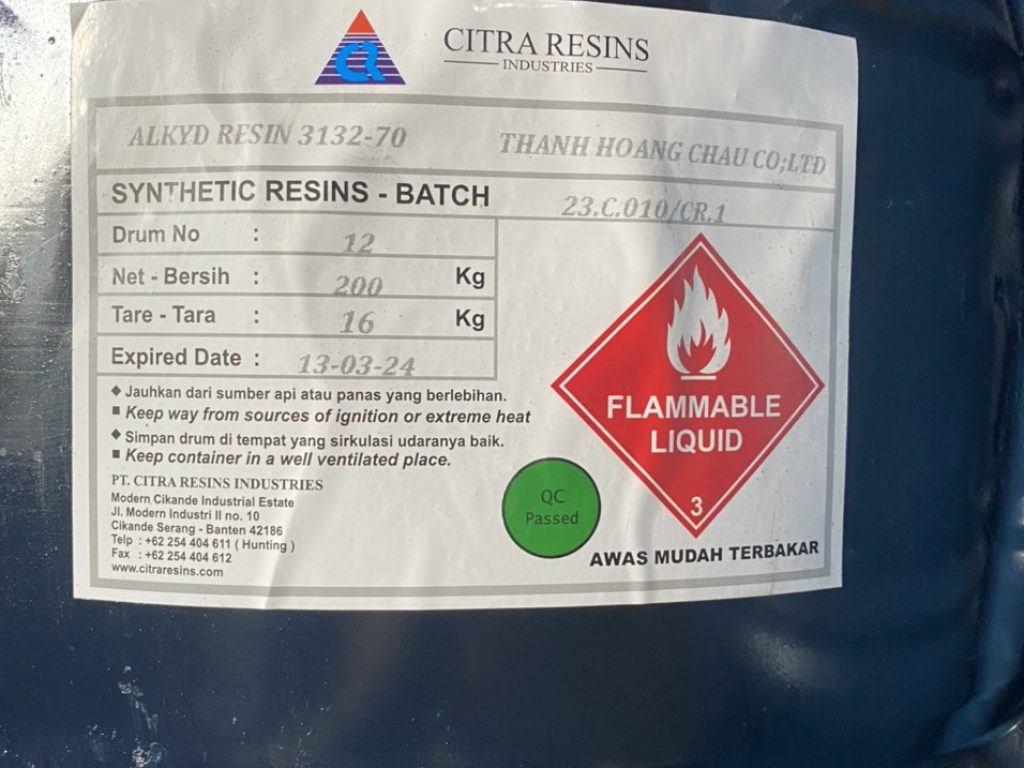 CR
CITRA RESINS
INDUSTRIES
ALKYD RESIN 3132-70 THANH HOANG CHAU CO;LTD
SYNTHETIC RESINS - BATCH 23.C.010/CR.1
Drum No : 12
Net - Bersih : 200 Kg
Tare - Tara : 16 Kg
Expired Date : 13-03-24
◆ Jauhkan dari sumber api atau panas yang berlebihan.
■ Keep way from sources of ignition or extreme heat
◆ Simpan drum di tempat yang sirkulasi udaranya baik.
■ Keep container in a well ventilated place.
PT. CITRA RESINS INDUSTRIES
Modern Cikande Industrial Estate
Jl. Modern Industri II no. 10
Cikande Serang - Banten 42186
Telp : +62 254 404 611 ( Hunting )
Fax : +62 254 404 612
www.citraresins.com
FLAMMABLE
LIQUID
3
QC
Passed
AWAS MUDAH TERBAKAR